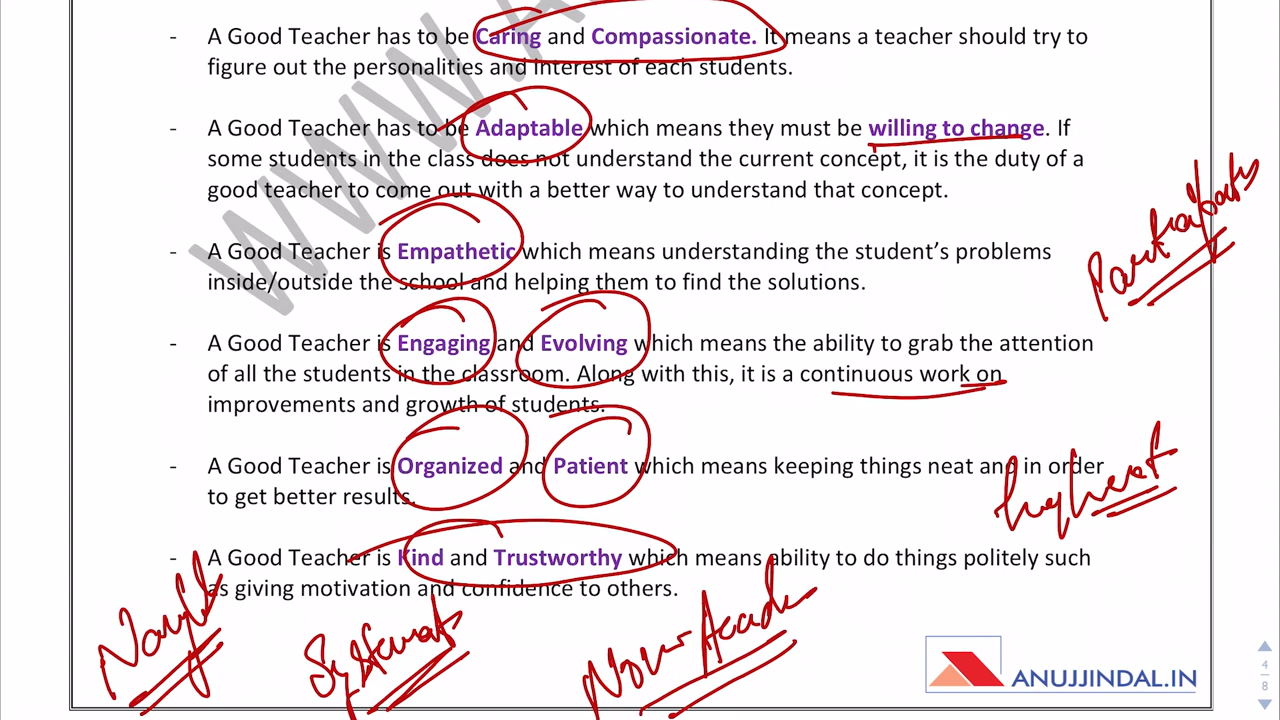 - A Good Teacher has to be Caring and Compassionate. It means a teacher should try to
figure out the personalities and interest of each students.
- A Good Teacher has to be Adaptable which means they must be willing to change. If
some students in the class does not understand the current concept, it is the duty of a
good teacher to come out with a better way to understand that concept.
- A Good Teacher is Empathetic which means understanding the student's problems
inside/outside the school and helping them to find the solutions.
- A Good Teacher is Engaging and Evolving which means the ability to grab the attention
of all the students in the classroom. Along with this, it is a continuous work on
improvements and growth of students.
- A Good Teacher is Organized and Patient which means keeping things neat and in order
to get better results.
- A Good Teacher is Kind and Trustworthy which means ability to do things politely such
as giving motivation and confidence to others.
highest
WWW.A
ANUJJINDAL.IN
4
8